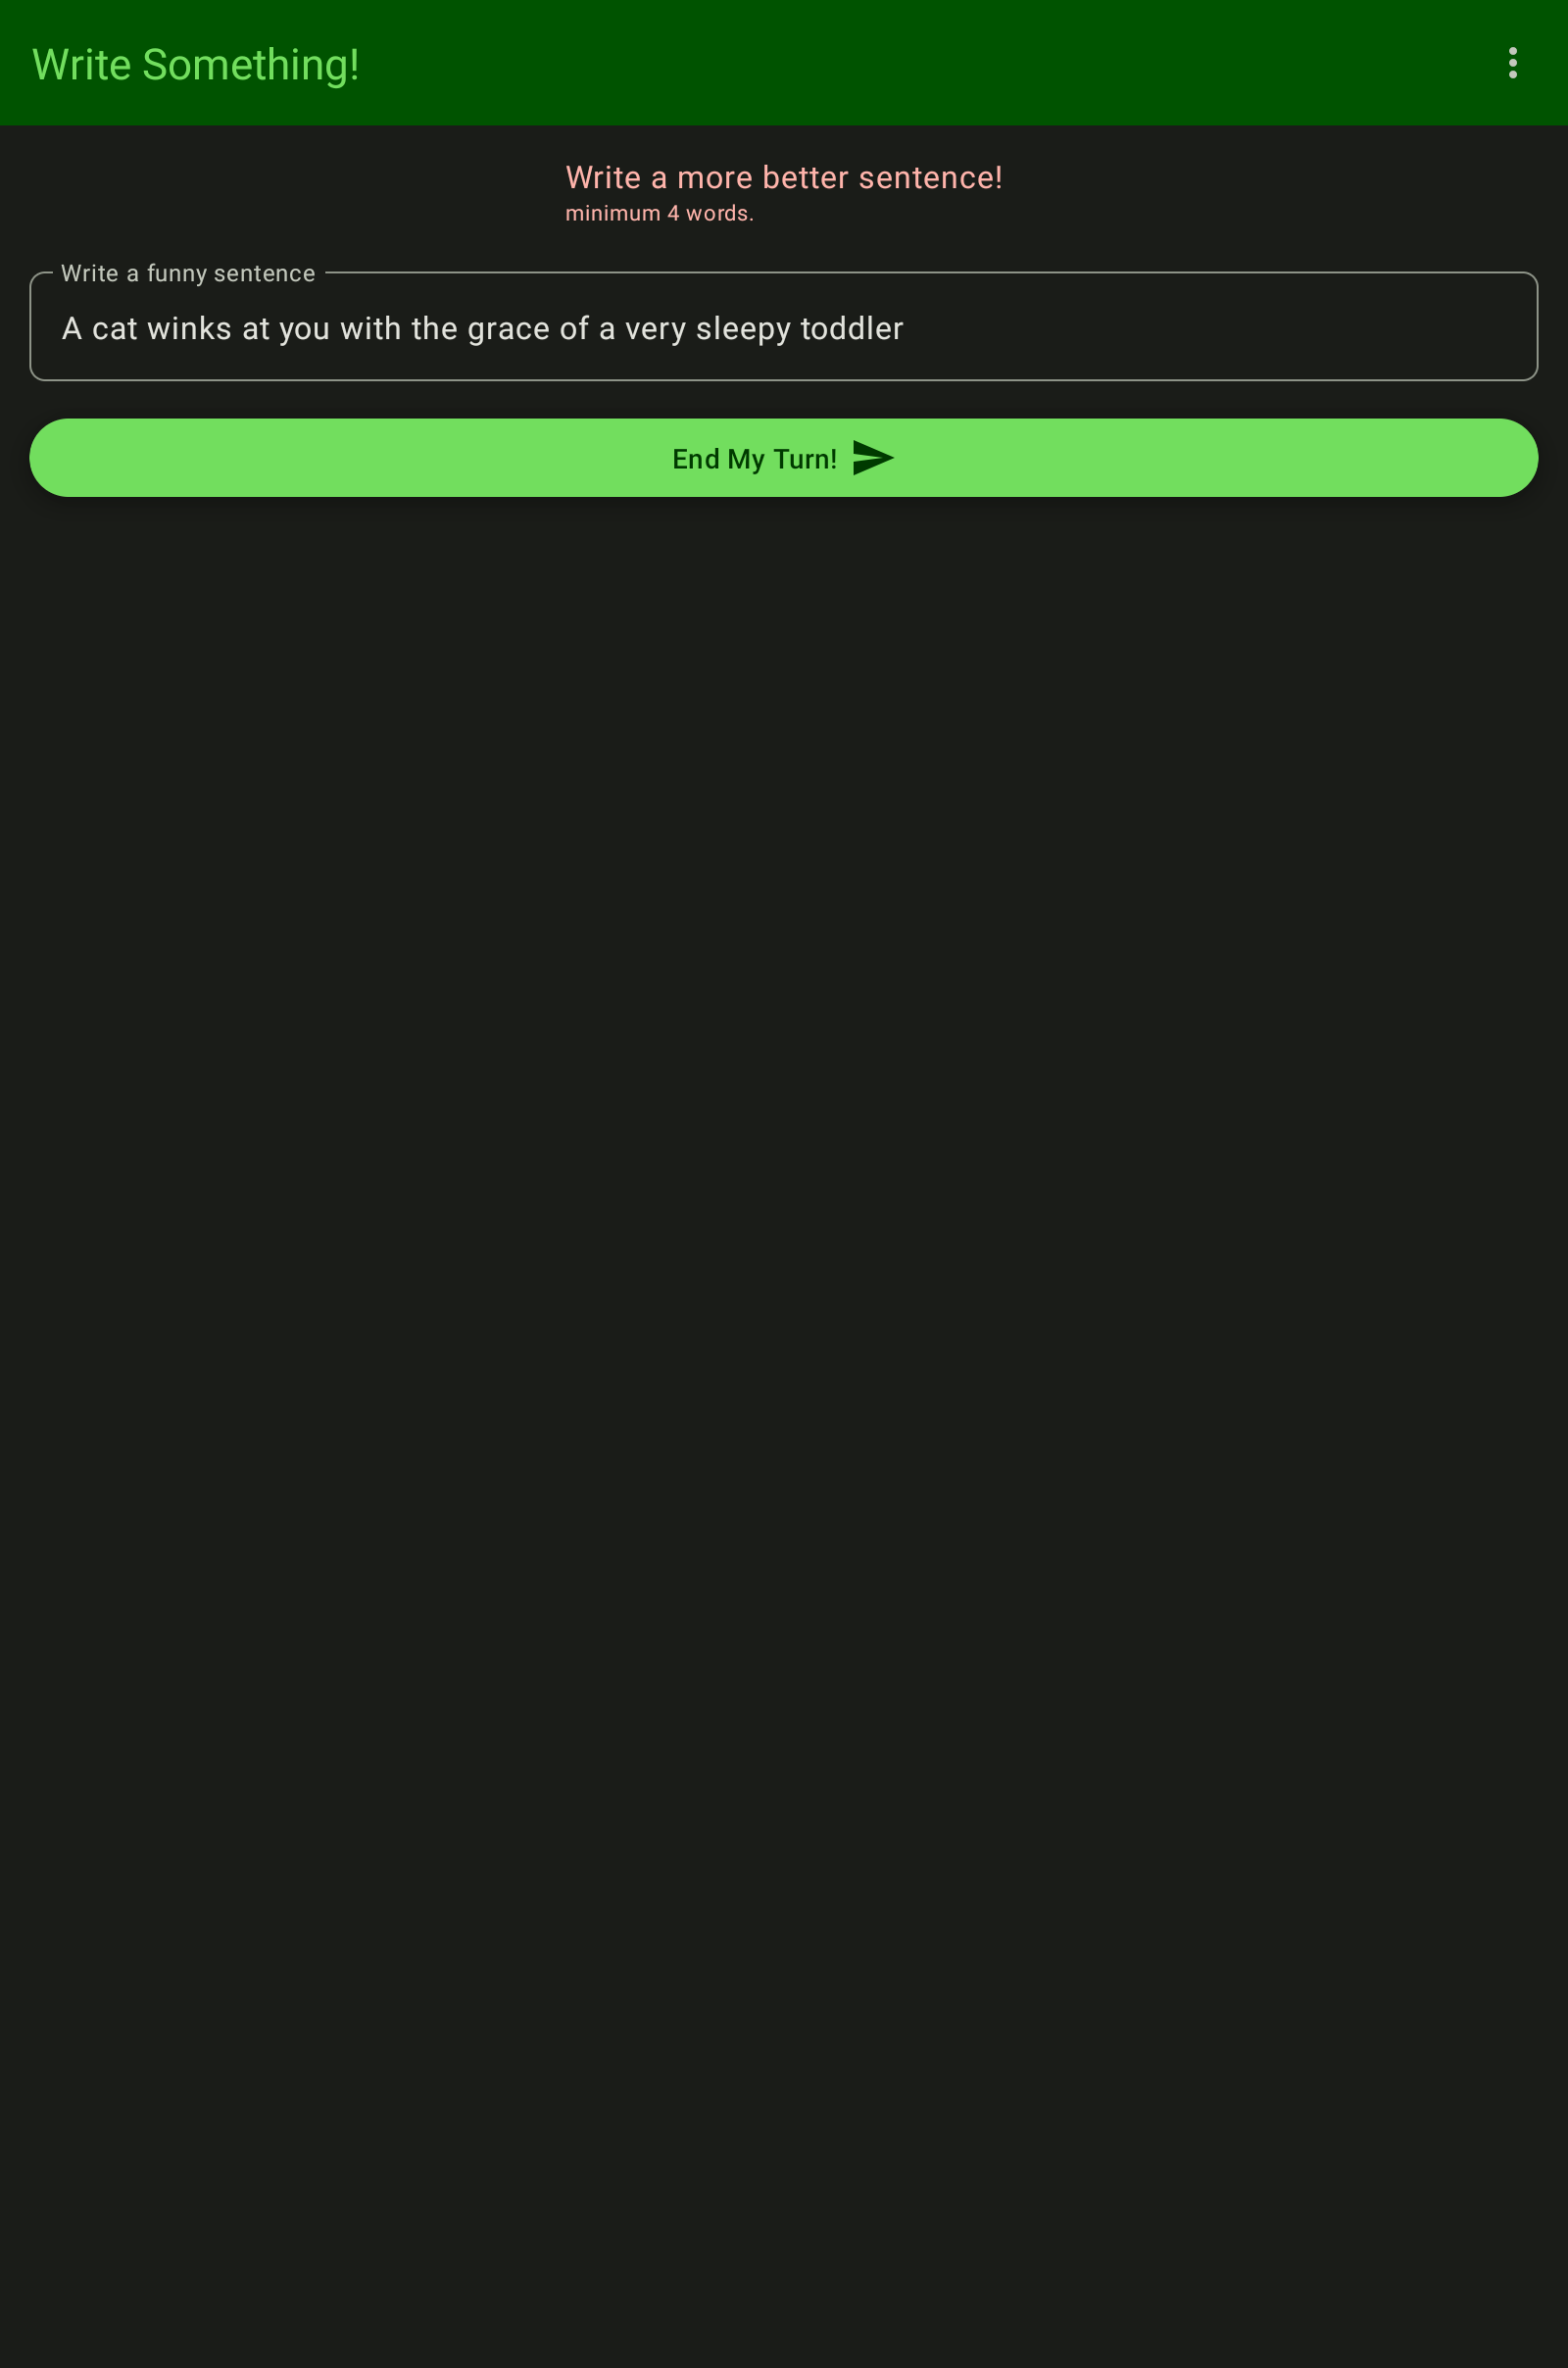 Write Something!
Write a more better sentence!
minimum 4 words.
Write a funny sentence
A cat winks at you with the grace of a very sleepy toddler
End My Turn!